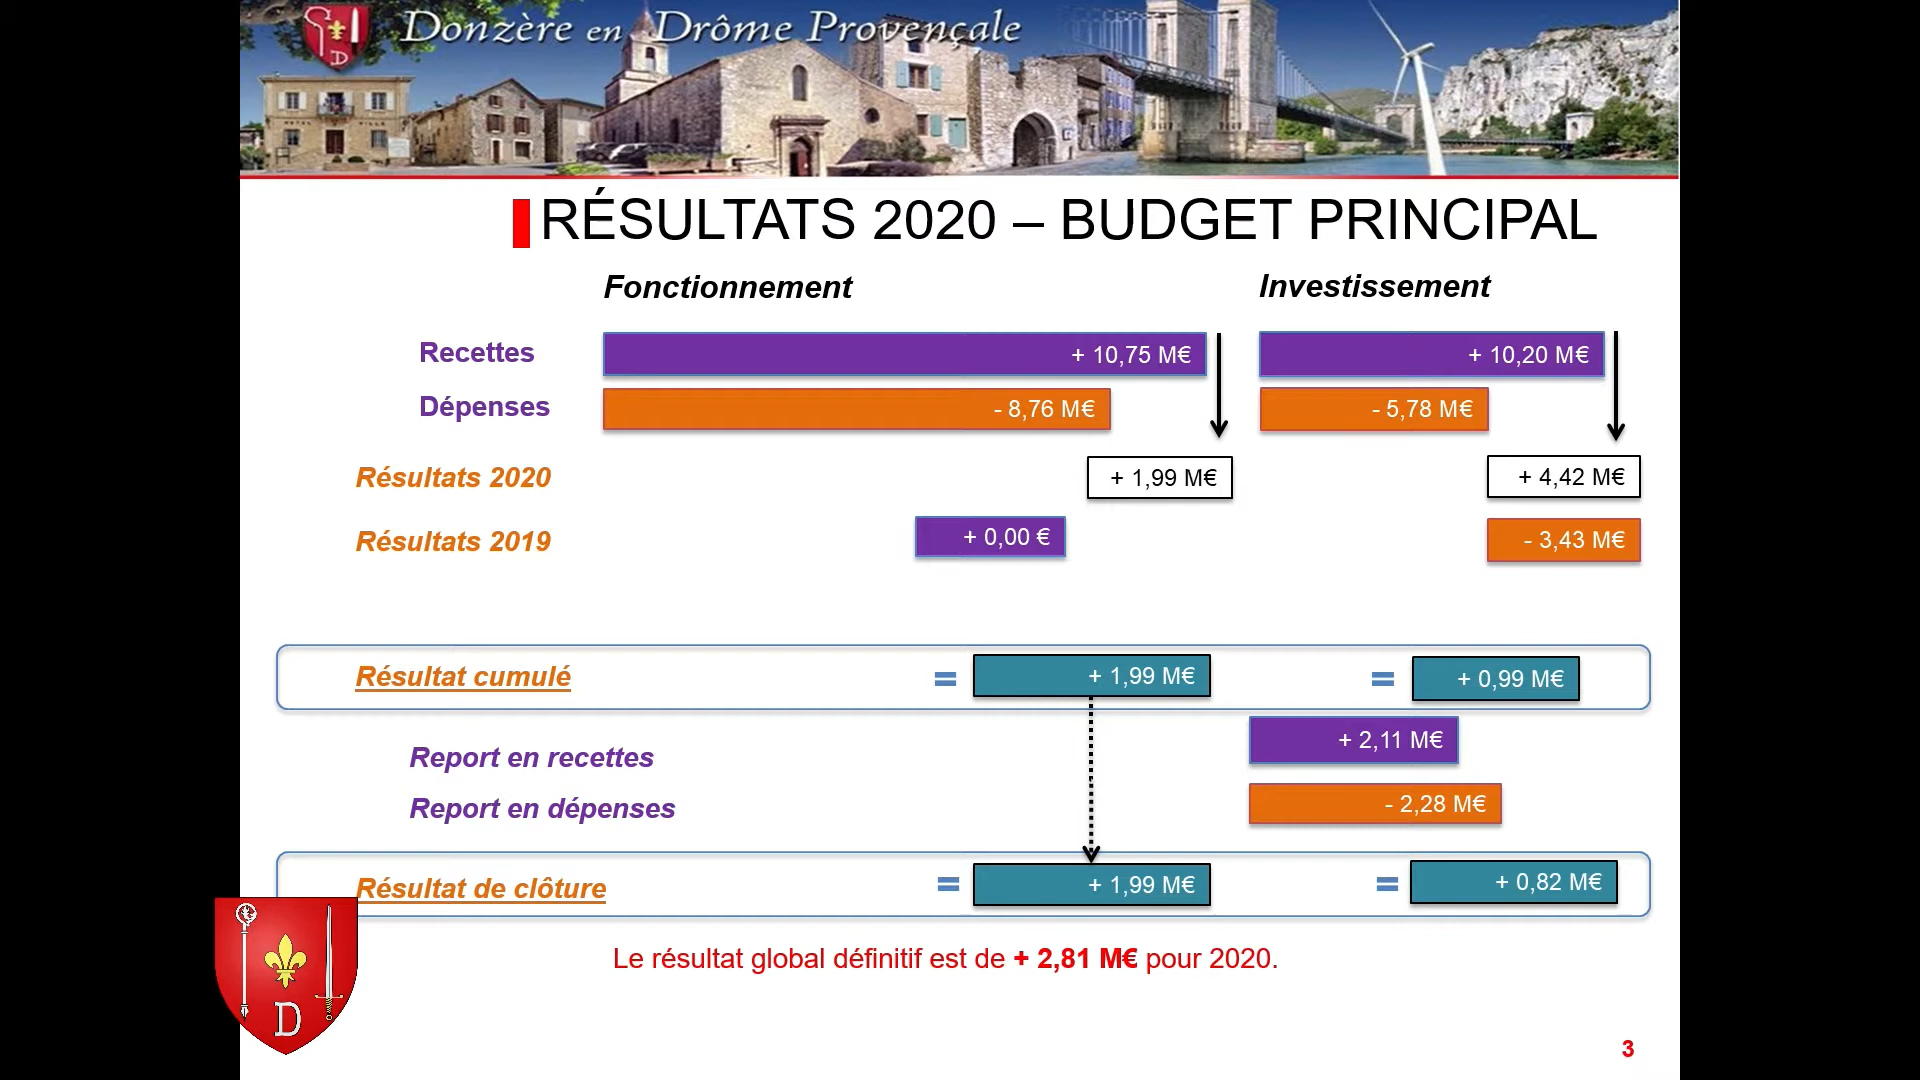 Donzère en Drôme Provençale
D
RÉSULTATS 2020 – BUDGET PRINCIPAL
Fonctionnement Investissement
Recettes + 10,75 M€ + 10,20 M€
Dépenses - 8,76 M€ - 5,78 M€
Résultats 2020 + 1,99 M€ + 4,42 M€
Résultats 2019 + 0,00 € - 3,43 M€
Résultat cumulé = + 1,99 M€ = + 0,99 M€
Report en recettes + 2,11 M€
Report en dépenses - 2,28 M€
Résultat de clôture = + 1,99 M€ = + 0,82 M€
D
Le résultat global définitif est de + 2,81 M€ pour 2020.
3